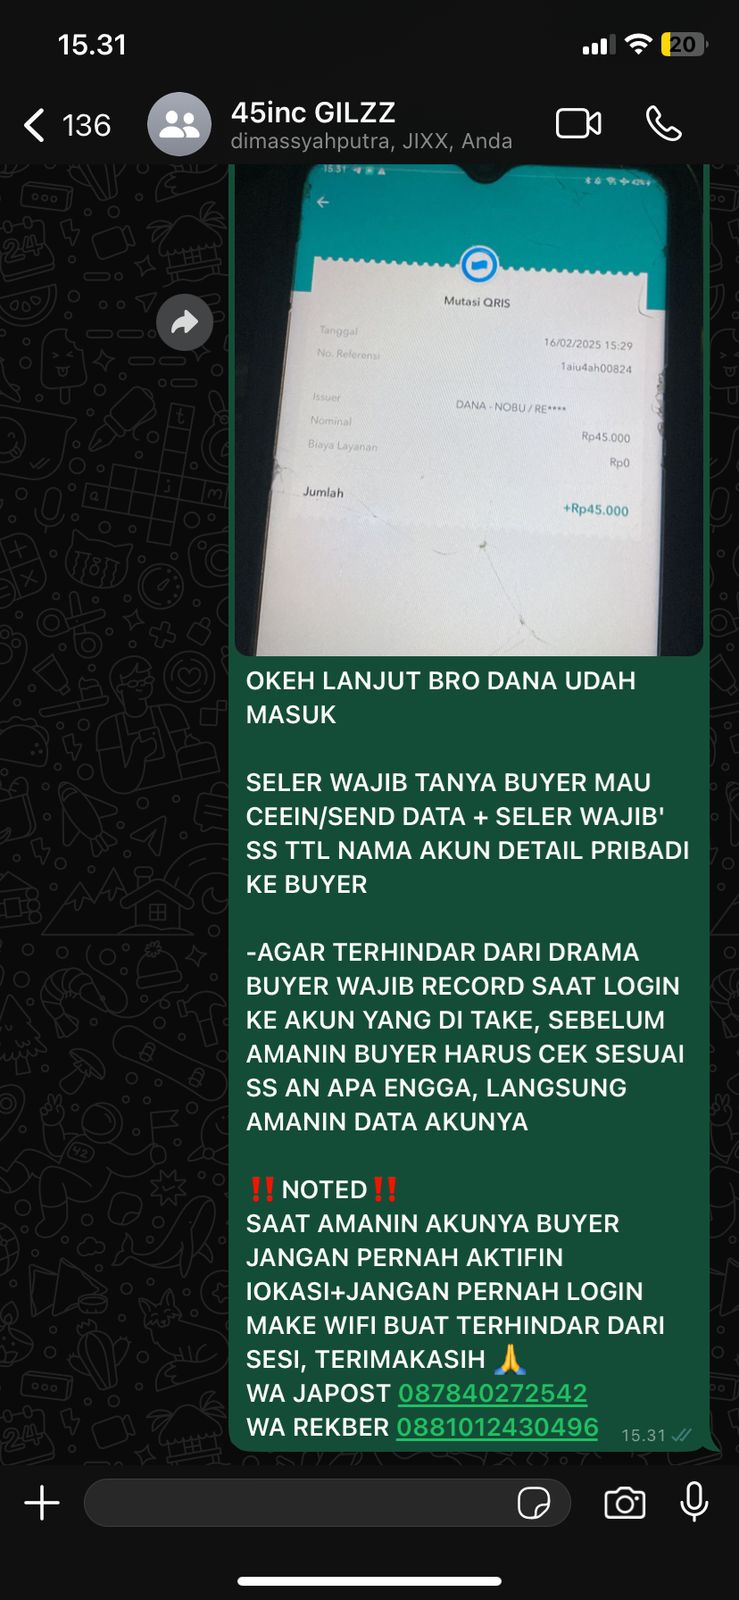 15.31
20
136
45inc GILZZ
dimassyahputra, JIXX, Anda
15.31
42%
Mutasi QRIS
Tanggal
16/02/2025 15:29
No. Referensi
1aiu4ah00824
Issuer
DANA - NOBU / RE****
Nominal
Rp45.000
Biaya Layanan
Rp0
Jumlah
+Rp45.000
OKEH LANJUT BRO DANA UDAH
MASUK
SELER WAJIB TANYA BUYER MAU
CEEIN/SEND DATA + SELER WAJIB'
SS TTL NAMA AKUN DETAIL PRIBADI
KE BUYER
-AGAR TERHINDAR DARI DRAMA
BUYER WAJIB RECORD SAAT LOGIN
KE AKUN YANG DI TAKE, SEBELUM
AMANIN BUYER HARUS CEK SESUAI
SS AN APA ENGGA, LANGSUNG
AMANIN DATA AKUNYA
‼️NOTED‼️
SAAT AMANIN AKUNYA BUYER
JANGAN PERNAH AKTIFIN
lOKASI+JANGAN PERNAH LOGIN
MAKE WIFI BUAT TERHINDAR DARI
SESI, TERIMAKASIH 🙏
WA JAPOST 087840272542
WA REKBER 0881012430496
15.31